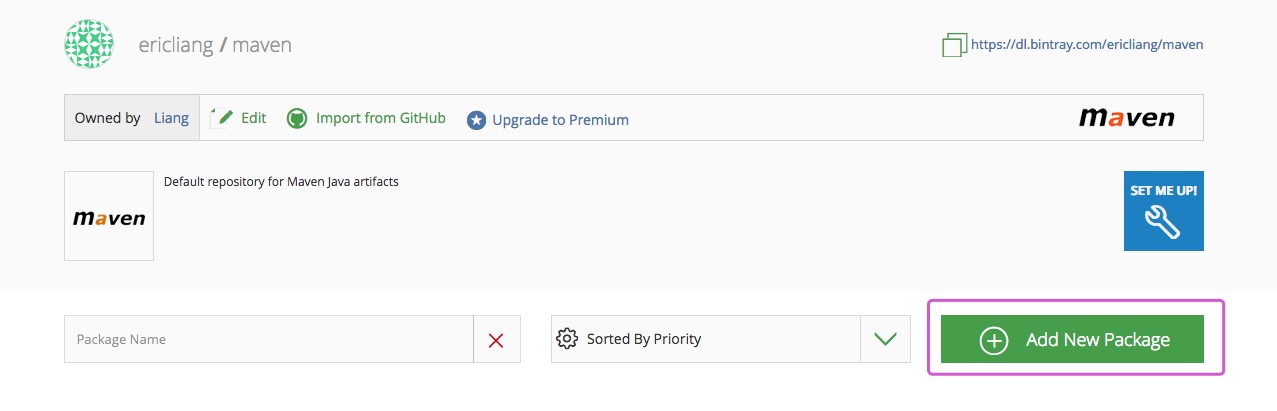 ericliang / maven
https://dl.bintray.com/ericliang/maven
Owned by Liang Edit Import from GitHub Upgrade to Premium maven
Default repository for Maven Java artifacts
maven
SET ME UP!
Package Name
Sorted By Priority
Add New Package